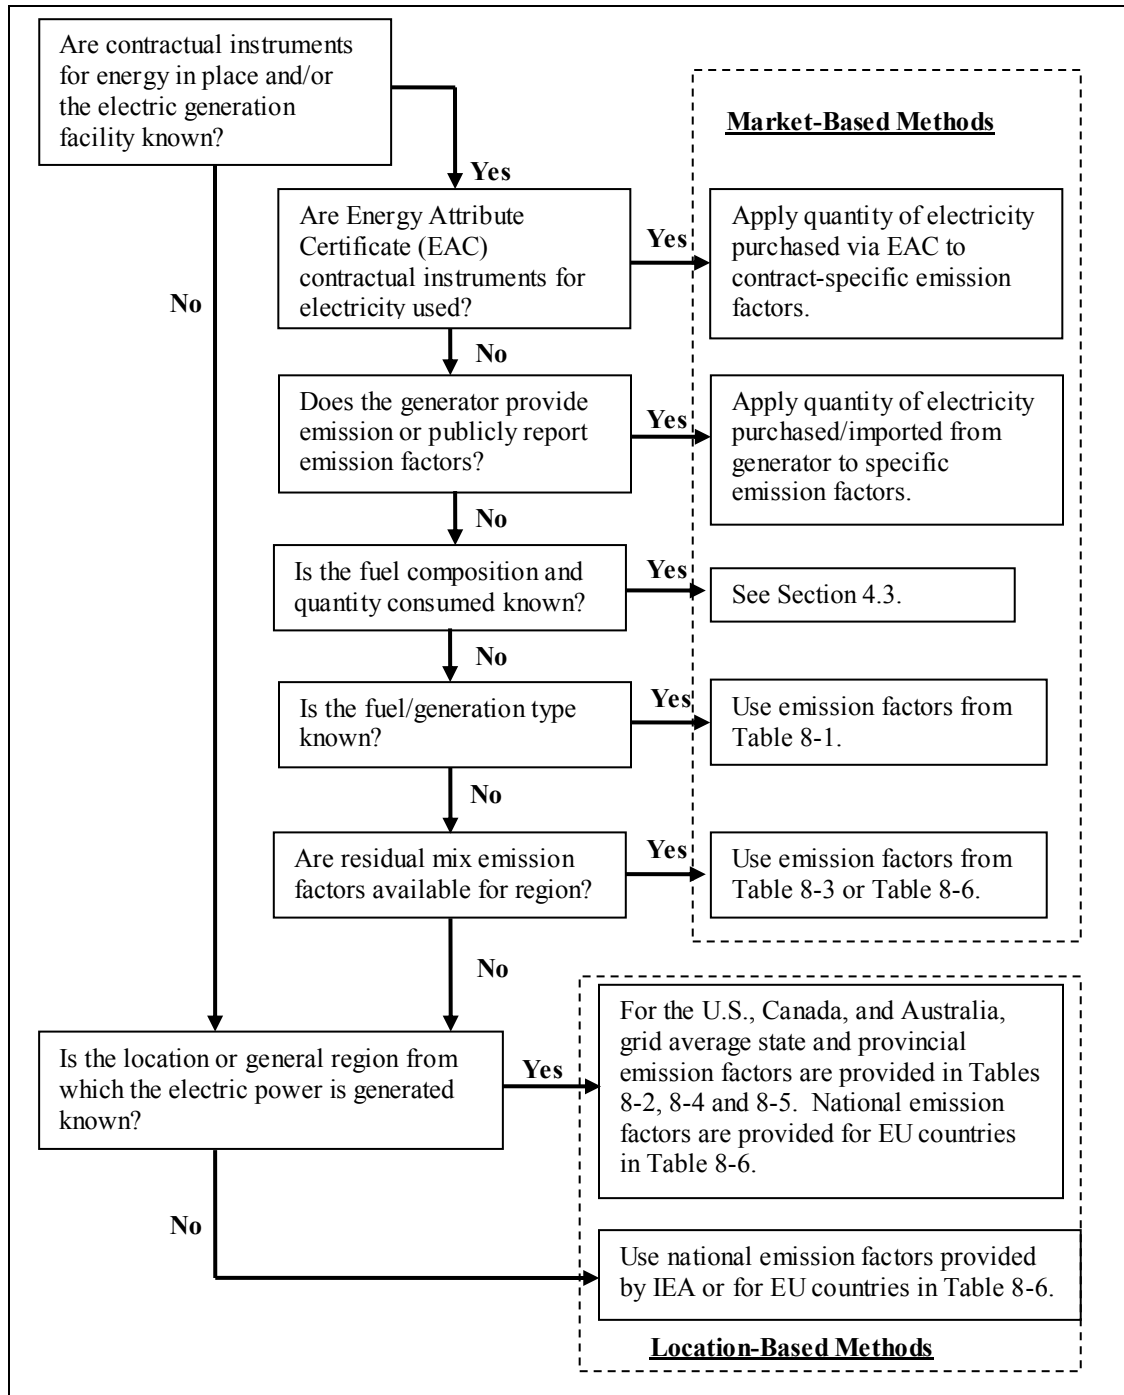 Are contractual instruments
for energy in place and/or
the electric generation
facility known?
Market-Based Methods
Yes
Are Energy Attribute
Certificate (EAC)
contractual instruments for
electricity used?
Yes
Apply quantity of electricity
purchased via EAC to
contract-specific emission
factors.
No
No
Does the generator provide
emission or publicly report
emission factors?
Yes
Apply quantity of electricity
purchased/imported from
generator to specific
emission factors.
No
Is the fuel composition and
quantity consumed known?
Yes
See Section 4.3.
No
Is the fuel/generation type
known?
Yes
Use emission factors from
Table 8-1.
No
Are residual mix emission
factors available for region?
Yes
Use emission factors from
Table 8-3 or Table 8-6.
No
Is the location or general region from
which the electric power is generated
known?
Yes
For the U.S., Canada, and Australia,
grid average state and provincial
emission factors are provided in Tables
8-2, 8-4 and 8-5.  National emission
factors are provided for EU countries
in Table 8-6.
No
Use national emission factors provided
by IEA or for EU countries in Table 8-6.
Location-Based Methods